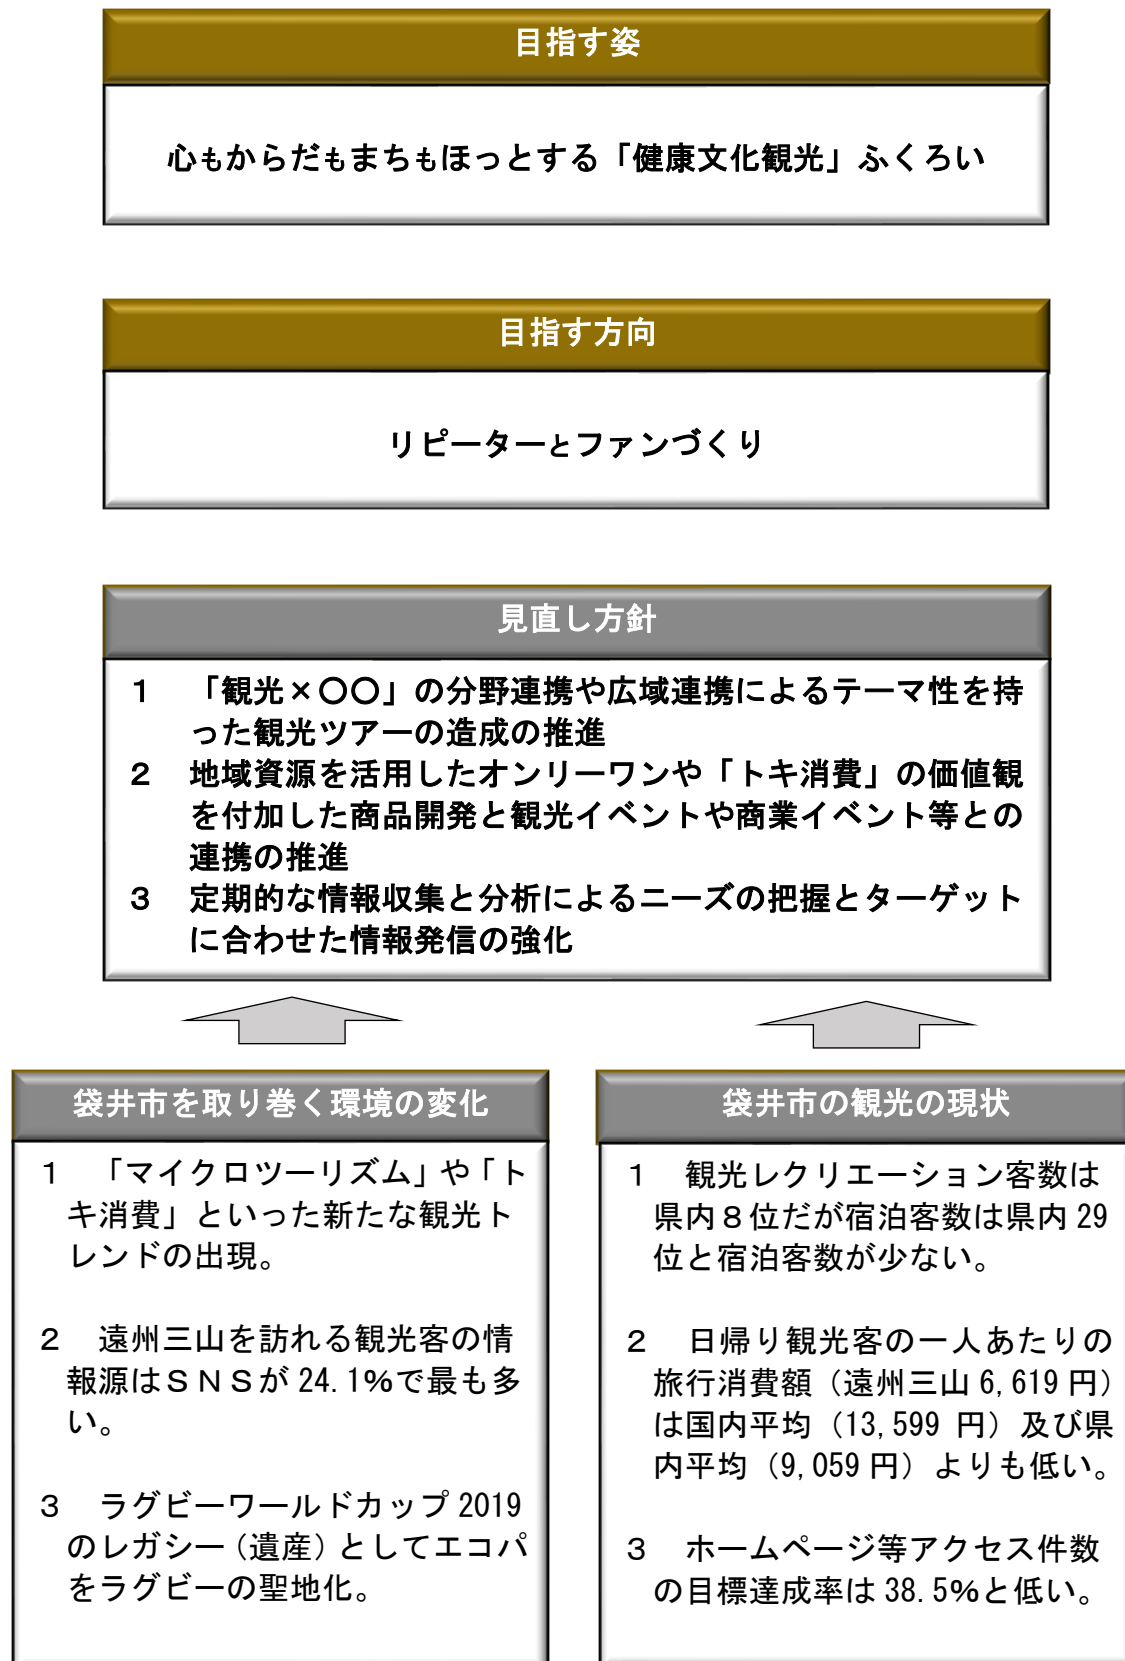 目指す姿
心もからだもまちもほっとする「健康文化観光」ふくろい
目指す方向
リピーターとファンづくり
見直し方針
1 「観光×〇〇」の分野連携や広域連携によるテーマ性を持
った観光ツアーの造成の推進
2 地域資源を活用したオンリーワンや「トキ消費」の価値観
を付加した商品開発と観光イベントや商業イベント等との
連携の推進
3 定期的な情報収集と分析によるニーズの把握とターゲット
に合わせた情報発信の強化
袋井市を取り巻く環境の変化
1 「マイクロツーリズム」や「ト
キ消費」といった新たな観光ト
レンドの出現。
2 遠州三山を訪れる観光客の情
報源はSNSが24.1%で最も多
い。
3 ラグビーワールドカップ2019
のレガシー(遺産)としてエコパ
をラグビーの聖地化。
袋井市の観光の現状
1 観光レクリエーション客数は
県内8位だが宿泊客数は県内29
位と宿泊客数が少ない。
2 日帰り観光客の一人あたりの
旅行消費額(遠州三山6,619円)
は国内平均(13,599円)及び県
内平均(9,059円)よりも低い。
3 ホームページ等アクセス件数
の目標達成率は38.5%と低い。